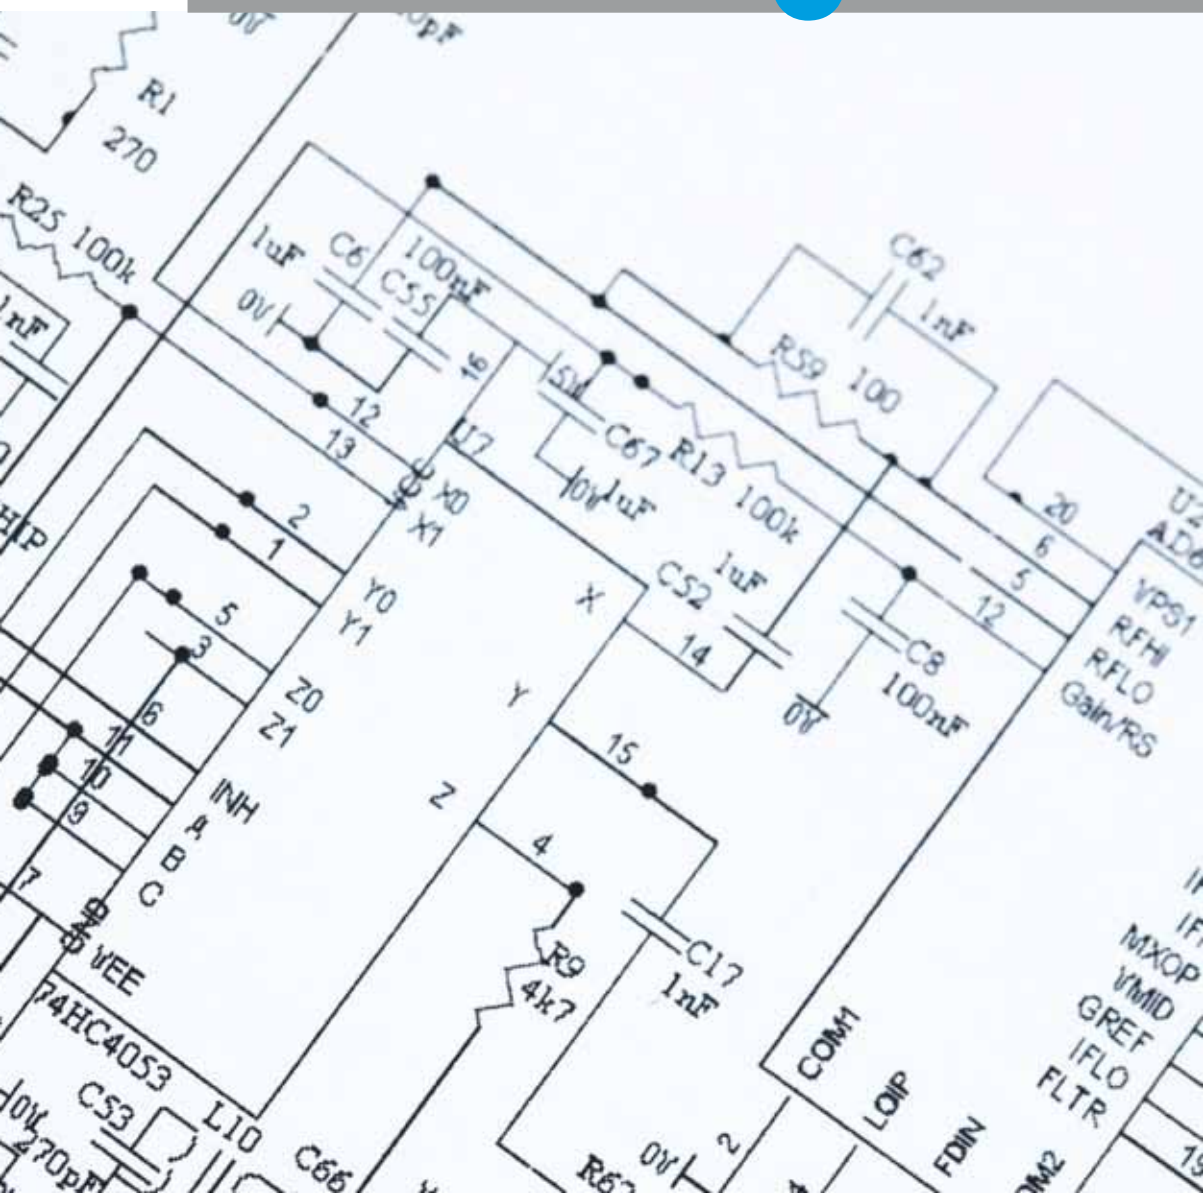 R1
270
R25 100k
1uF
C6
100nF
C55
0V
16
5V
C67
1uF
0V
R13 100k
C62
1nF
R59 100
12
13
U7
X0
X1
2
1
Y0
Y1
5
3
Z0
Z1
6
11
10
9
7
INH
A
B
C
VEE
74HC4053
X
Y
Z
14
15
4
C52
1uF
C8
100nF
0V
R9
4k7
C17
1nF
20
6
5
12
VPS1
RFHI
RFLO
Gain/RS
MXOP
VMID
GREF
IFLO
FLTR
COM1
LOIP
FDIN
0V
2
C53
270pF
0V
L10
C66
1nF